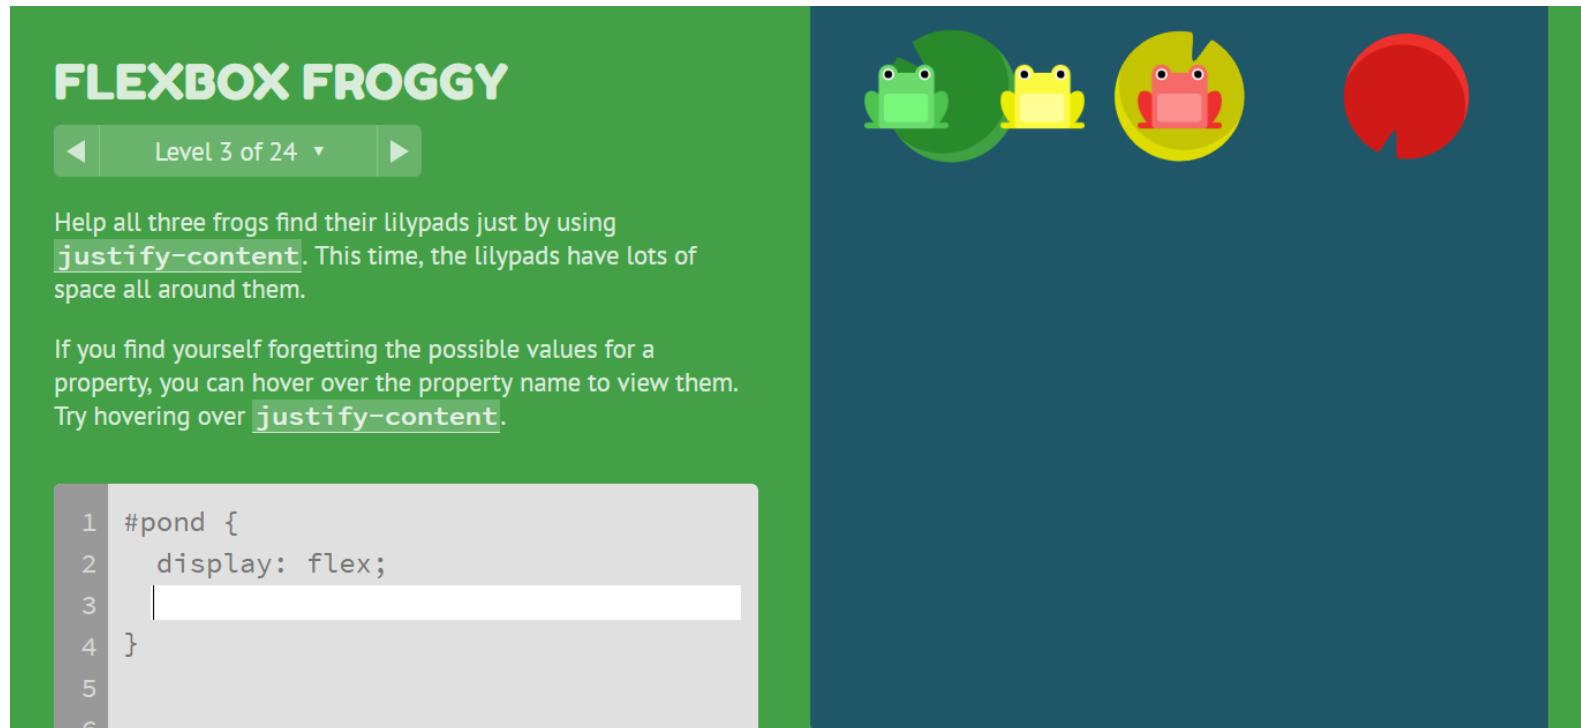 FLEXBOX FROGGY
◀ Level 3 of 24 ▼ ▶
Help all three frogs find their lilypads just by using
justify-content. This time, the lilypads have lots of
space all around them.
If you find yourself forgetting the possible values for a
property, you can hover over the property name to view them.
Try hovering over justify-content.
1 #pond {
2 display: flex;
3
4 }
5
6